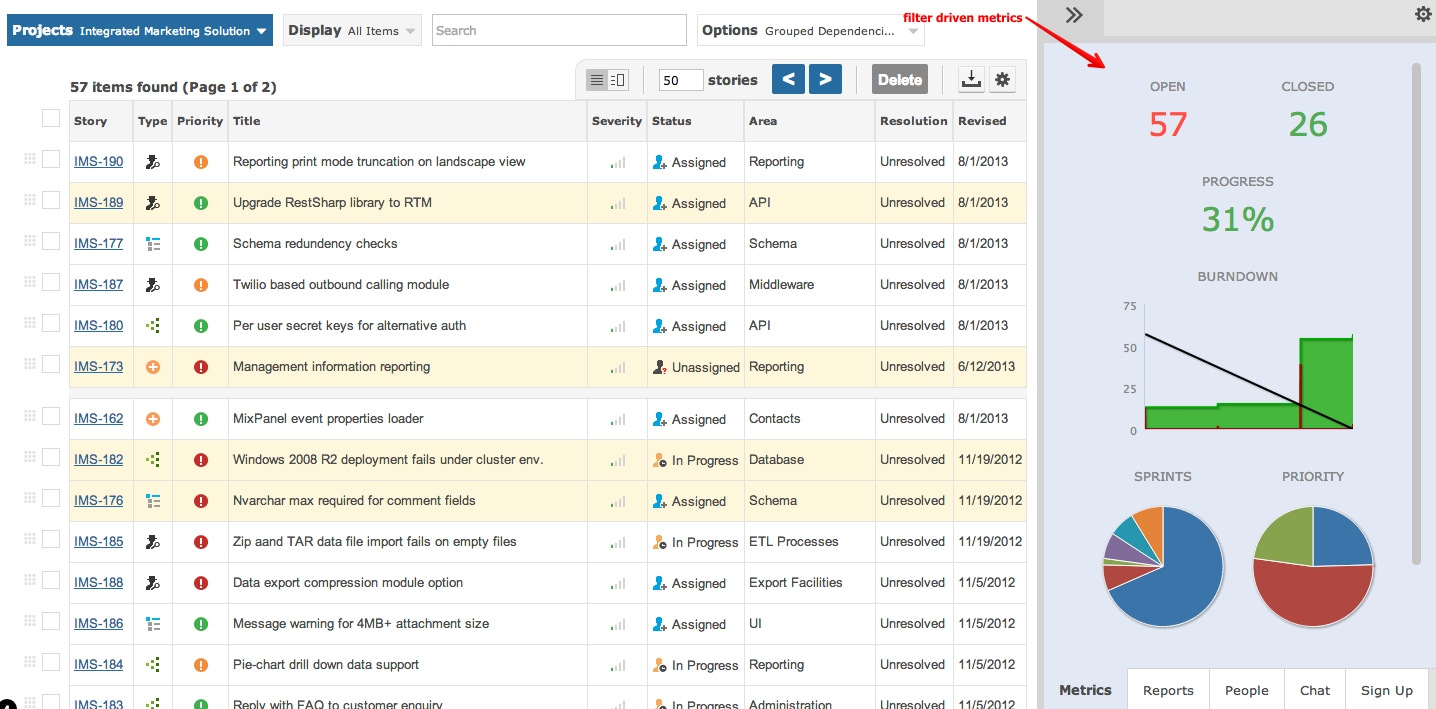 Projects Integrated Marketing Solution
Display All Items
Search
Options Grouped Dependenci...
filter driven metrics
57 items found (Page 1 of 2)
50 stories < > Delete
Story Type Priority Title Severity Status Area Resolution Revised
IMS-190 Reporting print mode truncation on landscape view Assigned Reporting Unresolved 8/1/2013
IMS-189 Upgrade RestSharp library to RTM Assigned API Unresolved 8/1/2013
IMS-177 Schema redundency checks Assigned Schema Unresolved 8/1/2013
IMS-187 Twilio based outbound calling module Assigned Middleware Unresolved 8/1/2013
IMS-180 Per user secret keys for alternative auth Assigned API Unresolved 8/1/2013
IMS-173 Management information reporting Unassigned Reporting Unresolved 6/12/2013
IMS-162 MixPanel event properties loader Assigned Contacts Unresolved 8/1/2013
IMS-182 Windows 2008 R2 deployment fails under cluster env. In Progress Database Unresolved 11/19/2012
IMS-176 Nvarchar max required for comment fields Assigned Schema Unresolved 11/19/2012
IMS-185 Zip aand TAR data file import fails on empty files In Progress ETL Processes Unresolved 11/19/2012
IMS-188 Data export compression module option Assigned Export Facilities Unresolved 11/5/2012
IMS-186 Message warning for 4MB+ attachment size Assigned UI Unresolved 11/5/2012
IMS-184 Pie-chart drill down data support In Progress Reporting Unresolved 11/5/2012
IMS-183 Reply with FAQ to customer enquiry In Progress Administration Unresolved 11/5/2012
OPEN CLOSED
57 26
PROGRESS
31%
BURNDOWN
75
50
25
0
SPRINTS PRIORITY
Metrics Reports People Chat Sign Up